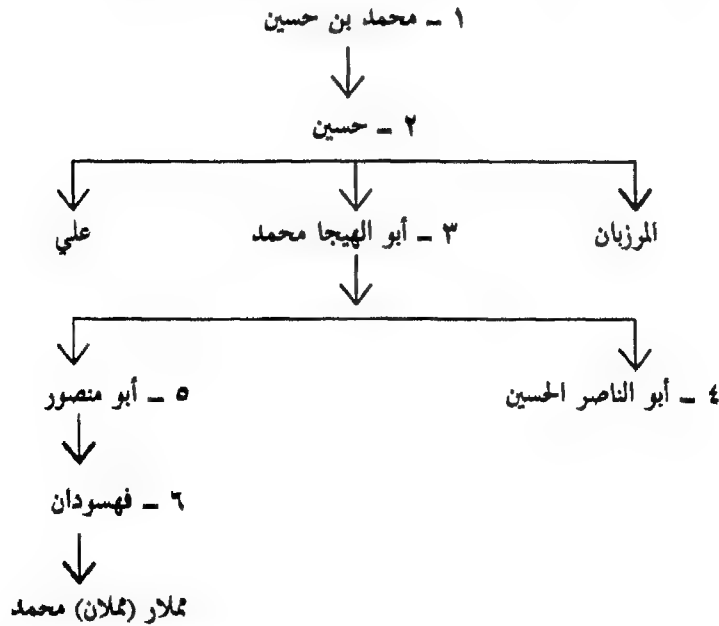 ١ ـ محمد بن حسين
٢ ـ حسين
المرزبان
٣ ـ أبو الهيجا محمد
علي
٤ ـ أبو الناصر الحسين
٥ ـ أبو منصور
٦ ـ فهسودان
مملار (مملان) محمد